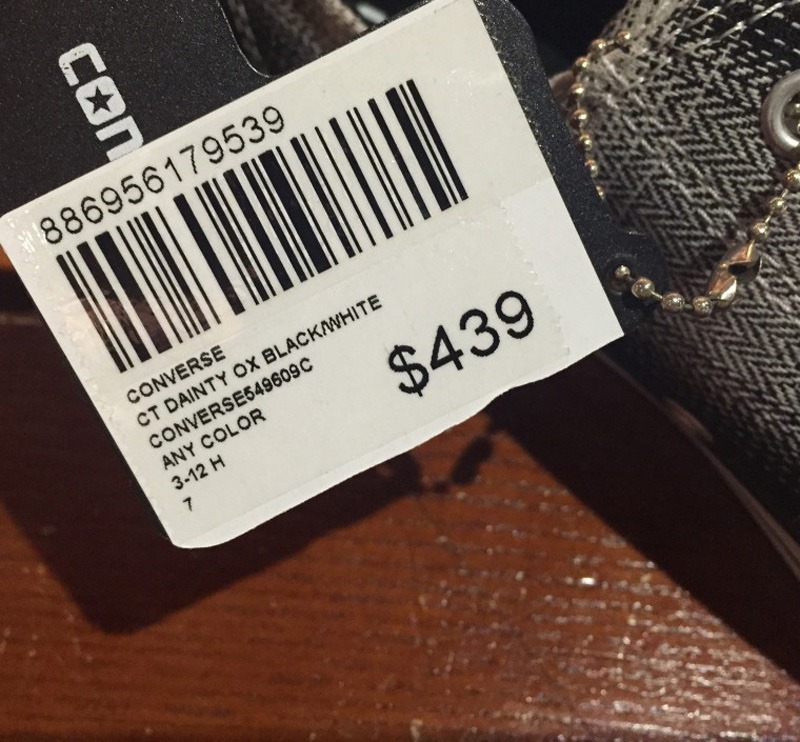 CON
886956179539
CONVERSE
CT DAINTY OX BLACK/WHITE
CONVERSE549609C
ANY COLOR
3-12 H
7
$439